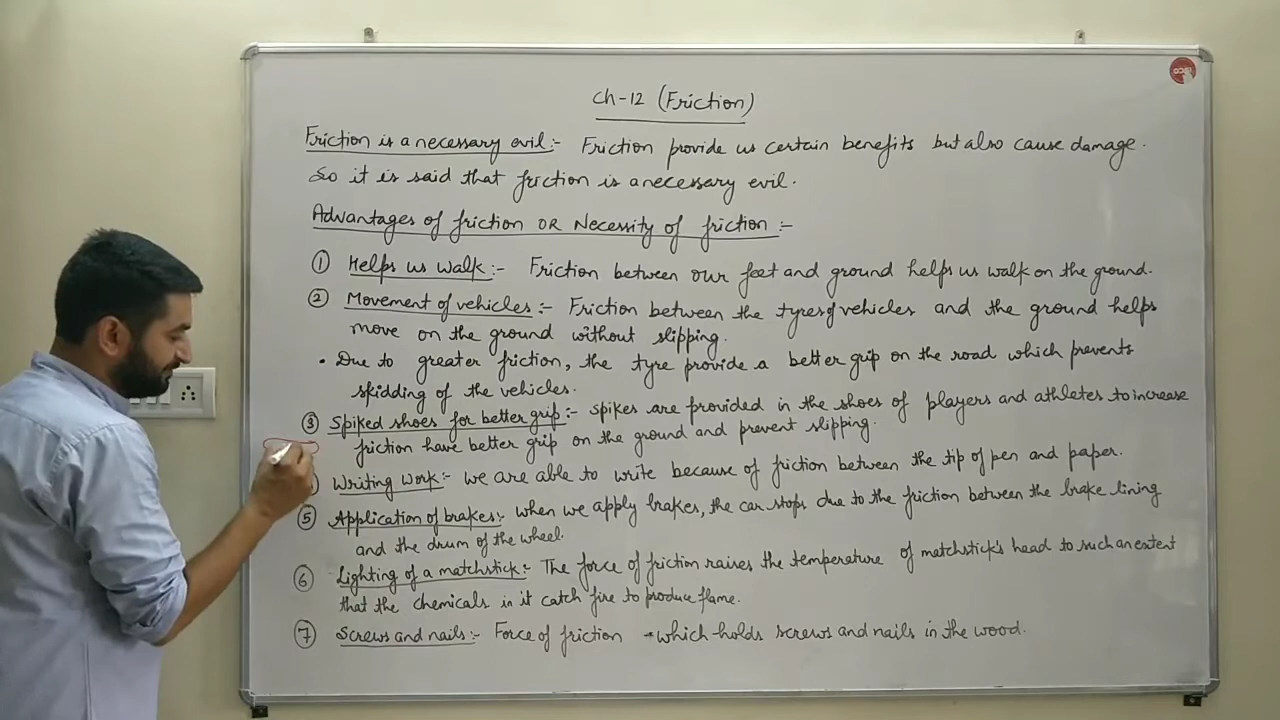 Ch-12 (Friction)
Friction is a necessary evil:- Friction provide us certain benefits but also cause damage.
So it is said that friction is a necessary evil.
Advantages of friction OR Necessity of friction:-
① Helps us walk:- Friction between our feet and ground helps us walk on the ground.
② Movement of vehicles:- Friction between the tyres of vehicles and the ground helps
move on the ground without slipping.
• Due to greater friction, the tyre provide a better grip on the road which prevents
skidding of the vehicles.
③ Spiked shoes for better grip:- Spikes are provided in the shoes of players and athletes to increase
friction have better grip on the ground and prevent slipping.
Writing work:- we are able to write because of friction between the tip of pen and paper.
⑤ Application of brakes:- when we apply brakes, the car stops due to the friction between the brake lining
and the drum of the wheel.
⑥ Lighting of a matchstick:- The force of friction raises the temperature of matchstick's head to such an extent
that the chemicals in it catch fire to produce flame.
⑦ Screws and nails:- Force of friction which holds screws and nails in the wood.